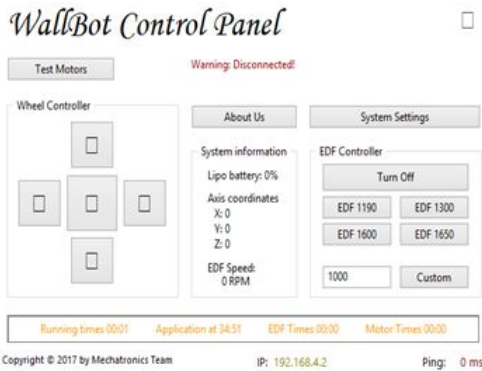 WallBot Control Panel
Test Motors
Warning: Disconnected!
Wheel Controller
About Us
System Settings
System information
Lipo battery: 0%
Axis coordinates
X: 0
Y: 0
Z: 0
EDF Speed:
0 RPM
EDF Controller
Turn Off
EDF 1190 EDF 1300
EDF 1600 EDF 1650
1000 Custom
Running times 00:01 Application at 34:51 EDF Times 00:00 Motor Times 00:00
Copyright © 2017 by Mechatronics Team IP: 192.168.4.2 Ping: 0 ms